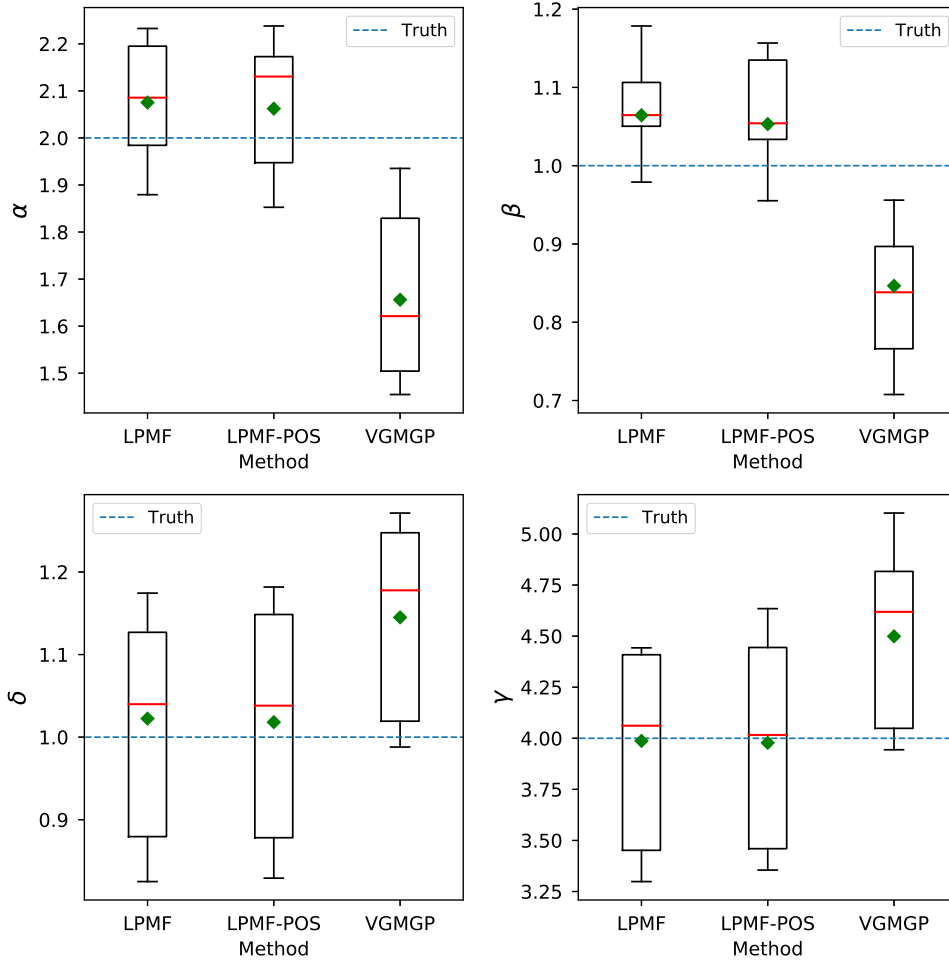 Truth
2.2
2.1
2.0
1.9
1.8
1.7
1.6
1.5
α
LPMF LPMF-POS VGMGP
Method
Truth
1.2
1.1
1.0
0.9
0.8
0.7
β
LPMF LPMF-POS VGMGP
Method
Truth
1.2
1.1
1.0
0.9
δ
LPMF LPMF-POS VGMGP
Method
Truth
5.00
4.75
4.50
4.25
4.00
3.75
3.50
3.25
γ
LPMF LPMF-POS VGMGP
Method